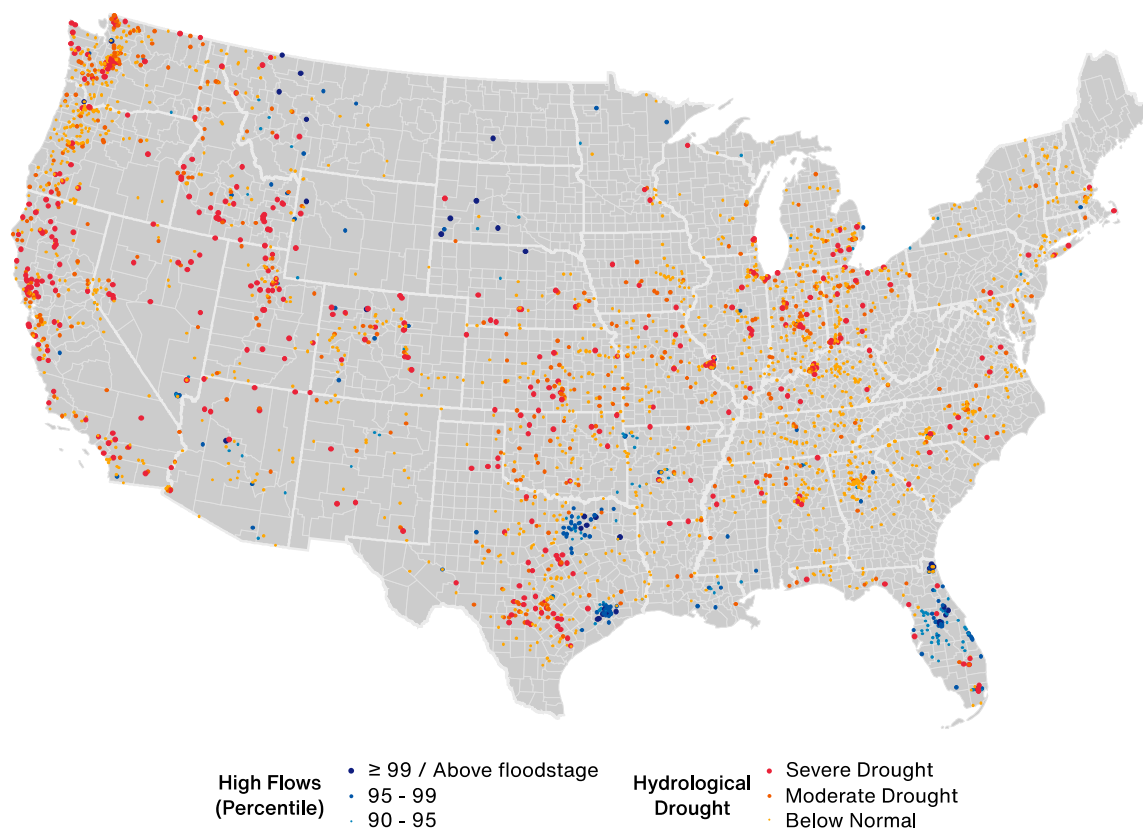 High Flows
(Percentile)
≥ 99 / Above floodstage
95 - 99
90 - 95
Hydrological
Drought
Severe Drought
Moderate Drought
Below Normal